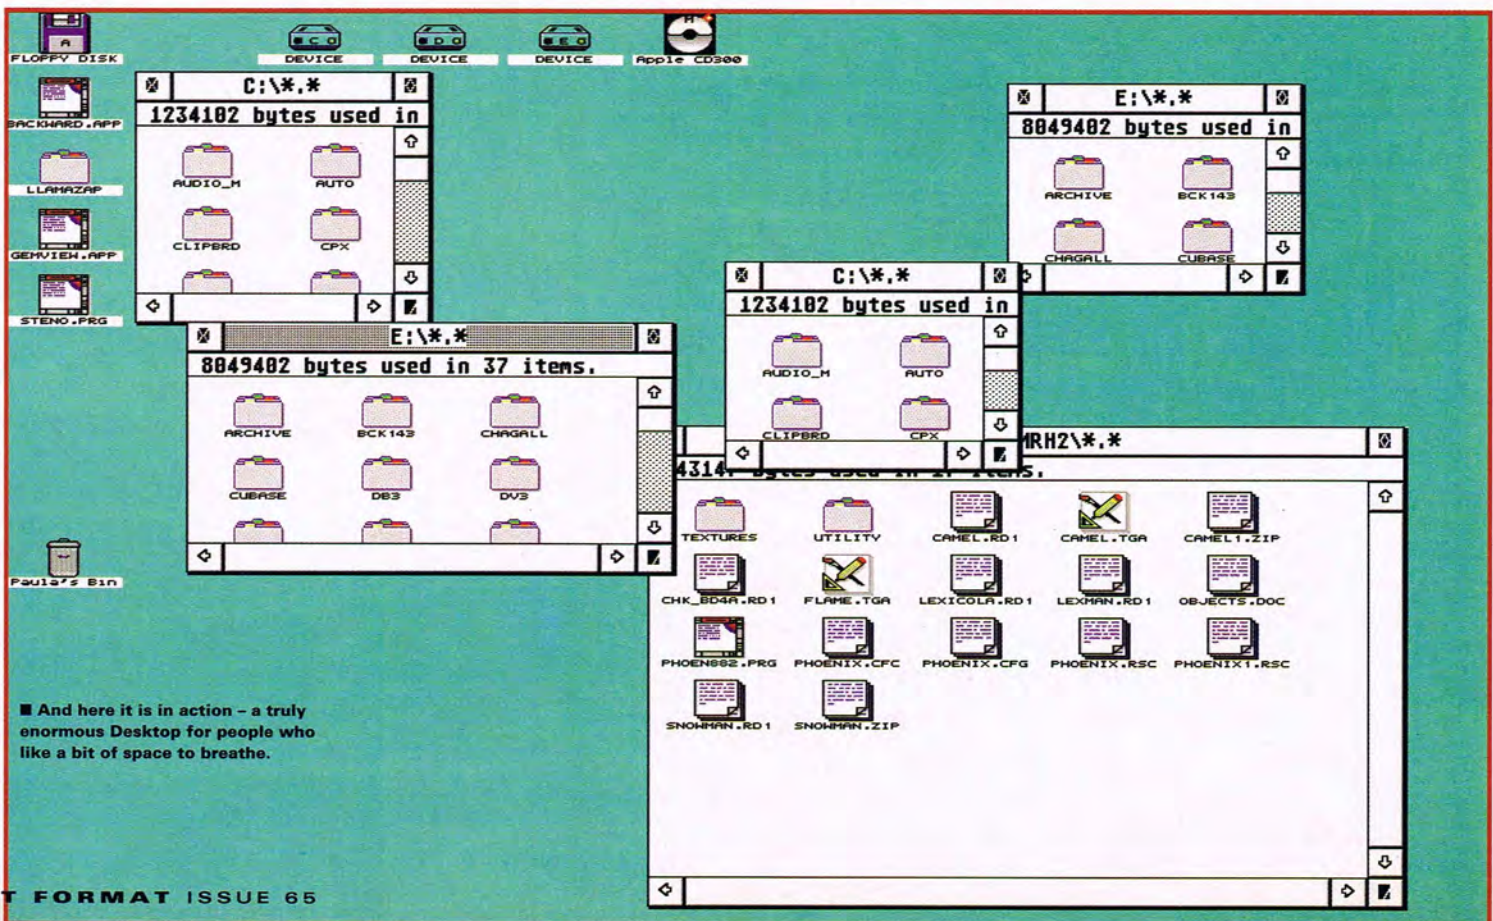 A
FLOPPY DISK
C
DEVICE
D
DEVICE
E
DEVICE
Apple CD300
BACKWARD.APP
LLAMAZAP
GEMVIEW.APP
STENO.PRG
Paula's Bin
C:\*.*
1234102 bytes used in
AUDIO_M AUTO
CLIPBRD CPX
E:\*.*
8049402 bytes used in
ARCHIVE BCK143
CHAGALL CUBASE
E:\*.*
8049402 bytes used in 37 items.
ARCHIVE BCK143 CHAGALL
CUBASE DB3 DV3
C:\*.*
1234102 bytes used in
AUDIO_M AUTO
CLIPBRD CPX
MRH2\*.*
bytes used in 17 items.
TEXTURES UTILITY CAMEL.RD1 CAMEL.TGA CAMEL1.ZIP
CHK_BD4A.RD1 FLAME.TGA LEXICOLA.RD1 LEXMAN.RD1 OBJECTS.DOC
PHOEN882.PRG PHOENIX.CFC PHOENIX.CFG PHOENIX.RSC PHOENIX1.RSC
SNOWMAN.RD1 SNOWMAN.ZIP
■ And here it is in action – a truly
enormous Desktop for people who
like a bit of space to breathe.
T FORMAT ISSUE 65